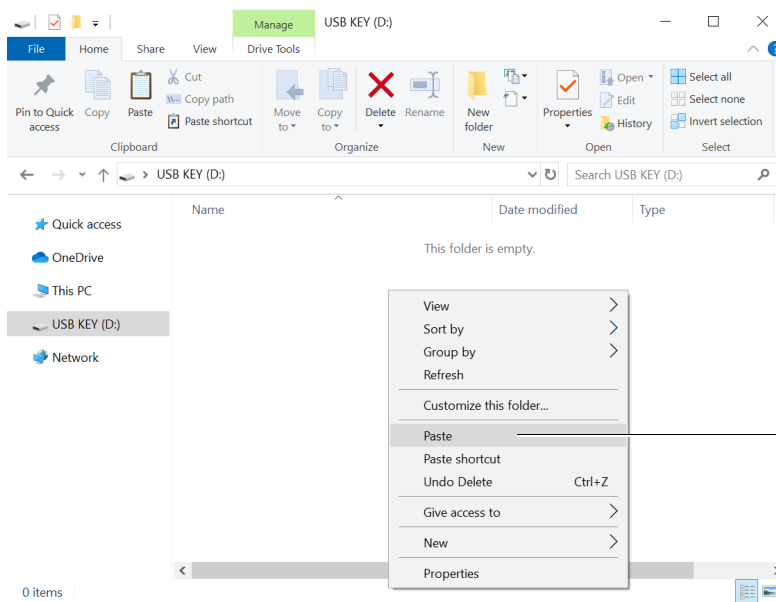 Manage
USB KEY (D:)
File
Home
Share
View
Drive Tools
Pin to Quick access
Copy
Paste
Cut
Copy path
Paste shortcut
Move to
Copy to
Delete
Rename
New folder
Properties
Open
Edit
History
Select all
Select none
Invert selection
Clipboard
Organize
New
Open
Select
USB KEY (D:)
Search USB KEY (D:)
Name
Date modified
Type
Quick access
OneDrive
This PC
USB KEY (D:)
Network
This folder is empty.
View
Sort by
Group by
Refresh
Customize this folder...
Paste
Paste shortcut
Undo Delete Ctrl+Z
Give access to
New
Properties
0 items